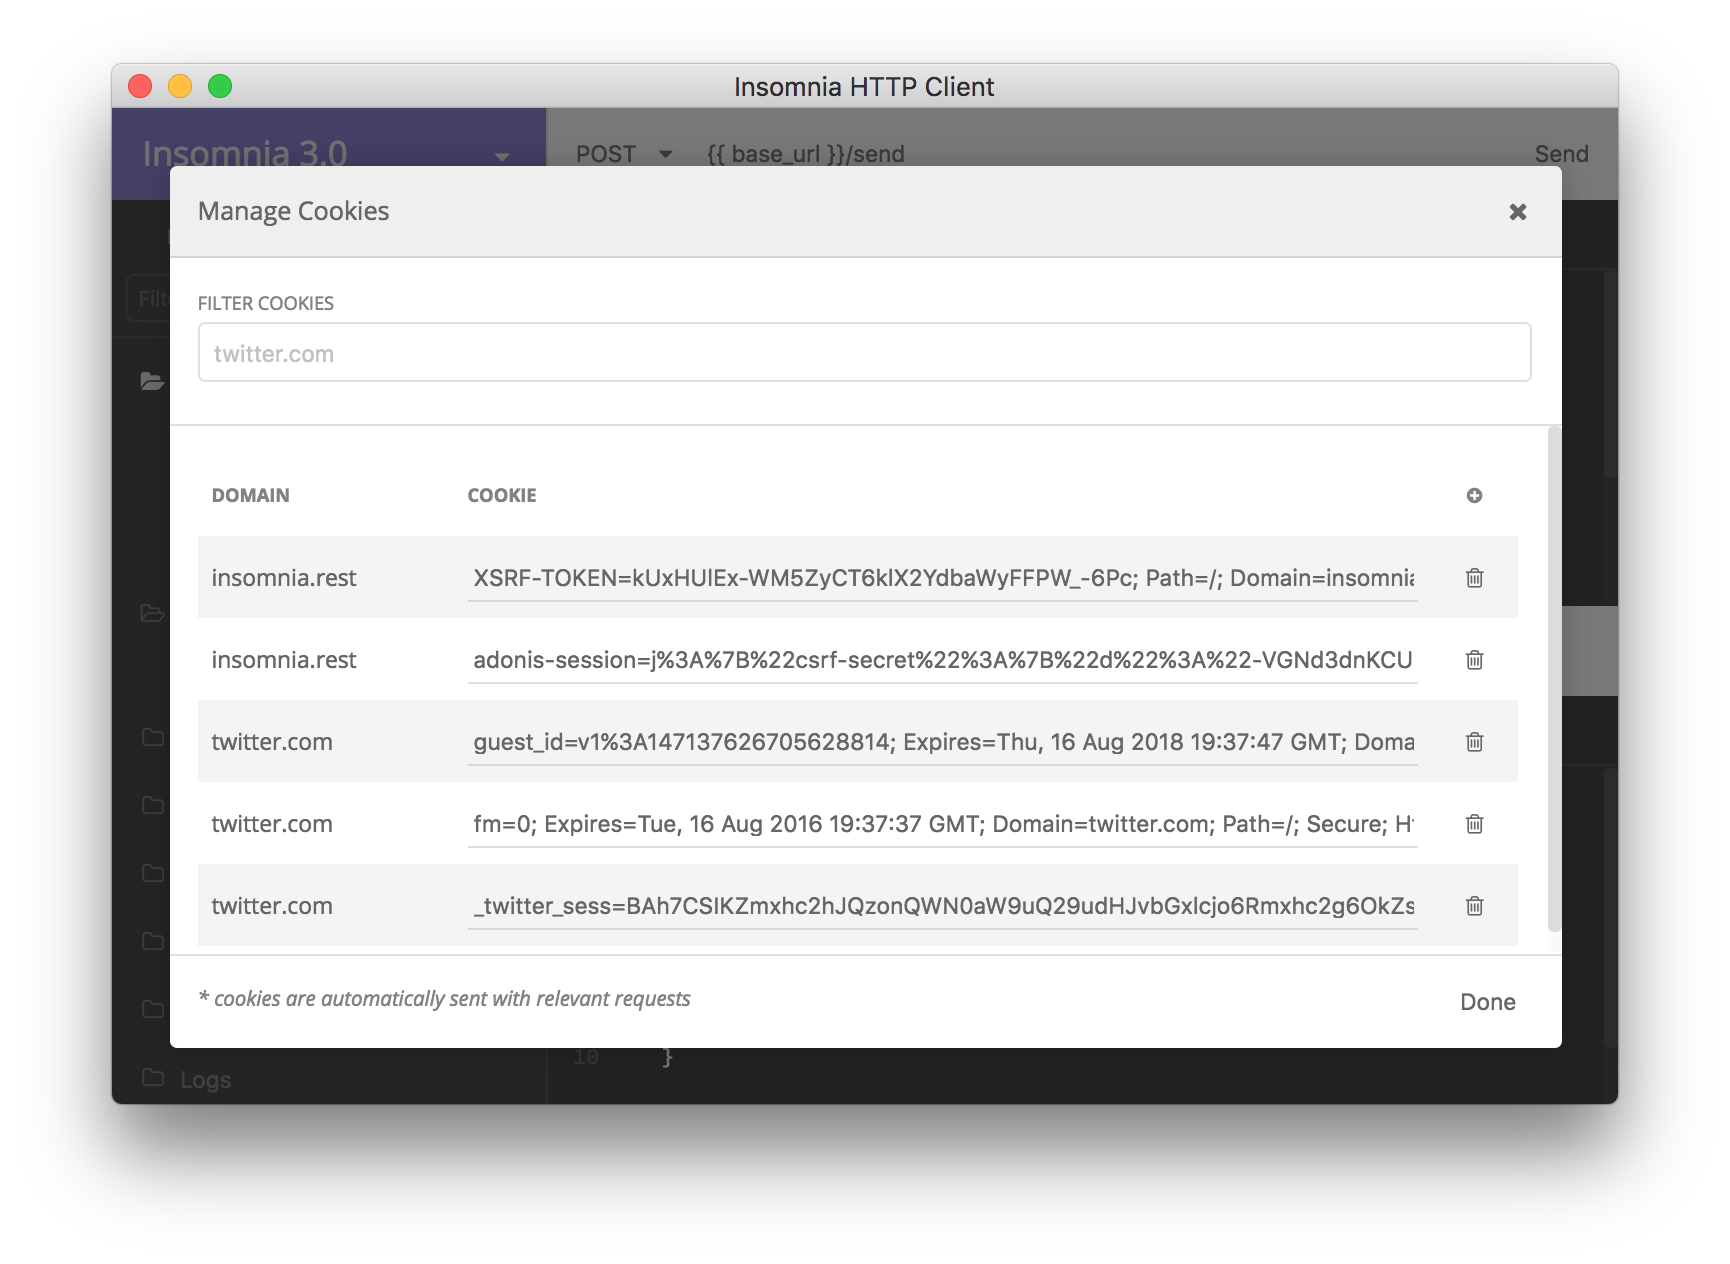 Insomnia HTTP Client
Insomnia 3.0
POST {{ base_url }}/send Send
Manage Cookies
FILTER COOKIES
twitter.com
DOMAIN COOKIE
insomnia.rest XSRF-TOKEN=kUxHUlEx-WM5ZyCT6klX2YdbaWyFFPW_-6Pc; Path=/; Domain=insomnia
insomnia.rest adonis-session=j%3A%7B%22csrf-secret%22%3A%7B%22d%22%3A%22-VGNd3dnKCU
twitter.com guest_id=v1%3A147137626705628814; Expires=Thu, 16 Aug 2018 19:37:47 GMT; Doma
twitter.com fm=0; Expires=Tue, 16 Aug 2016 19:37:37 GMT; Domain=twitter.com; Path=/; Secure; H
twitter.com _twitter_sess=BAh7CSIKZmxhc2hJQzonQWN0aW9uQ29udHJvbGxlcjo6Rmxhc2g6OkZs
* cookies are automatically sent with relevant requests
Done
10 }
Logs